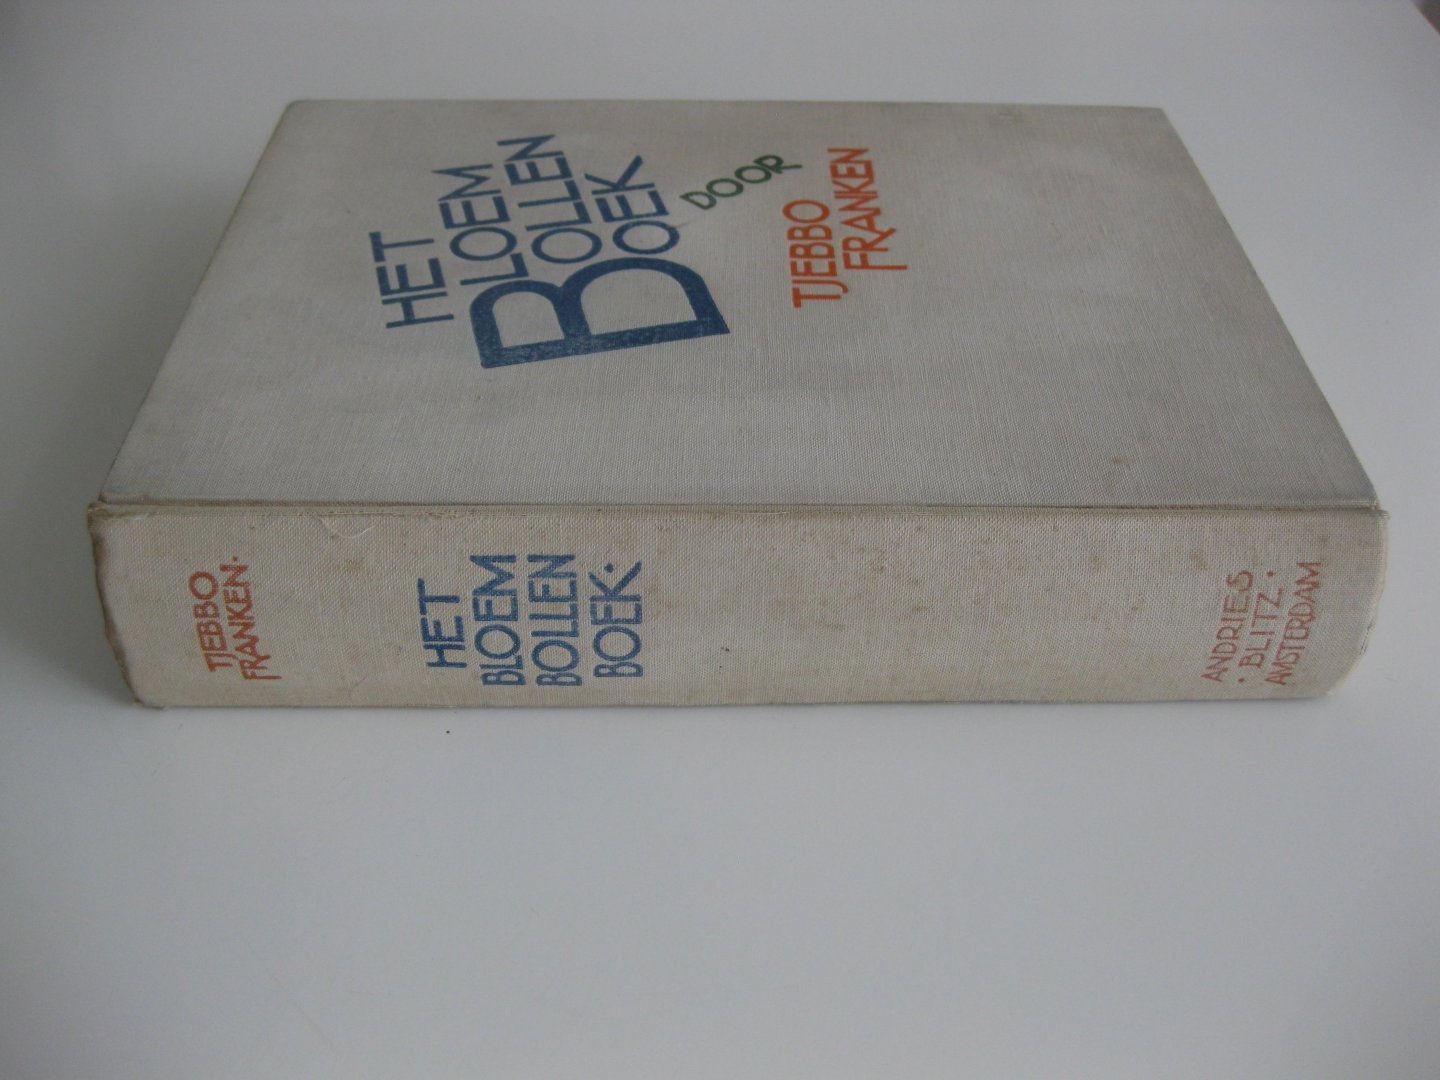 HET
BLOEM
BOLLEN
BOEK
DOOR
TJEBBO
FRANKEN
TJEBBO
FRANKEN·
HET
BLOEM
BOLLEN
BOEK·
ANDRIES
·BLITZ·
AMSTERDAM